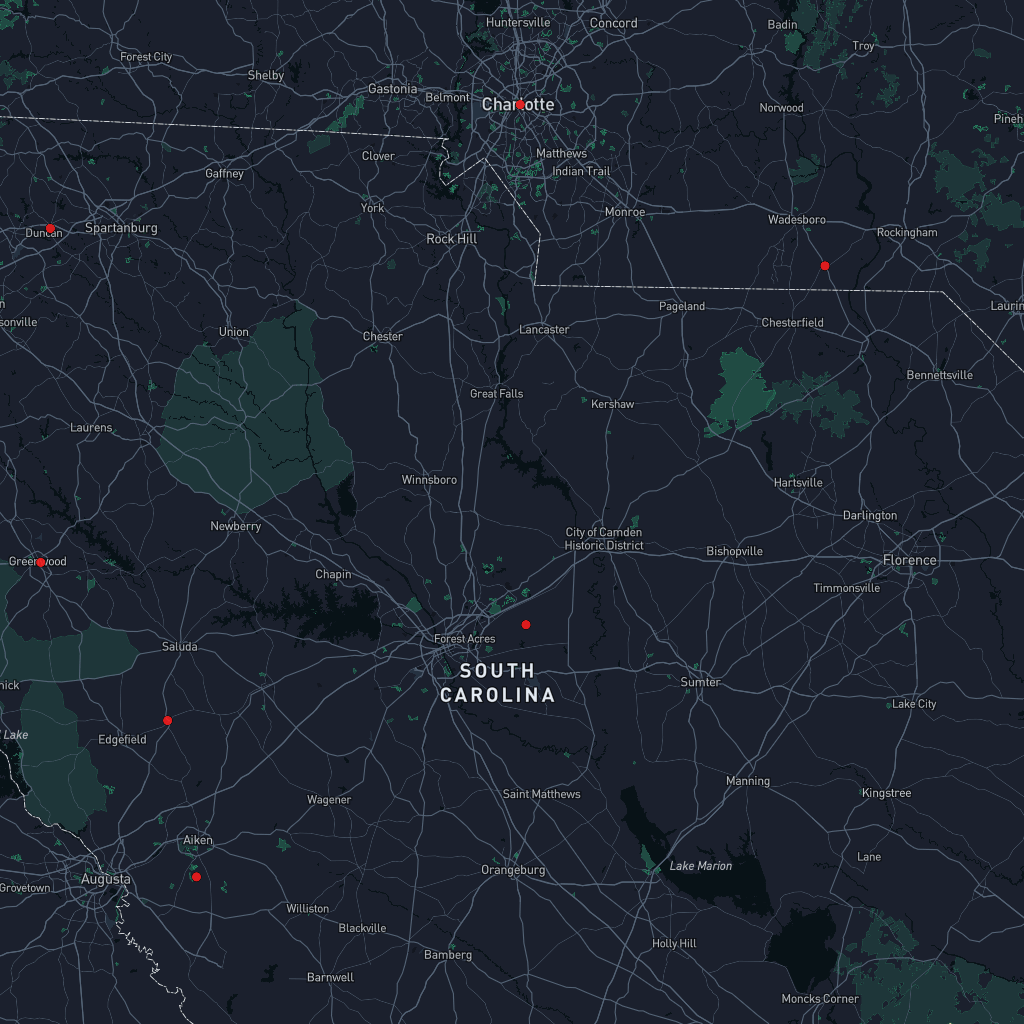 Huntersville
Concord
Badin
Troy
Forest City
Shelby
Gastonia
Belmont
Charlotte
Norwood
Pineh
Clover
Matthews
Indian Trail
Gaffney
York
Monroe
Wadesboro
Rockingham
Duncan
Spartanburg
Rock Hill
n
sonville
Union
Chester
Lancaster
Pageland
Chesterfield
Laurin
Bennettsville
Great Falls
Kershaw
Laurens
Winnsboro
Hartsville
Newberry
City of Camden
Historic District
Darlington
Bishopville
Florence
Greenwood
Chapin
Timmonsville
Forest Acres
Saluda
SOUTH
CAROLINA
nick
Sumter
Lake City
Lake
Edgefield
Manning
Wagener
Saint Matthews
Kingstree
Aiken
Lane
Grovetown
Augusta
Orangeburg
Lake Marion
Williston
Blackville
Holly Hill
Bamberg
Barnwell
Moncks Corner